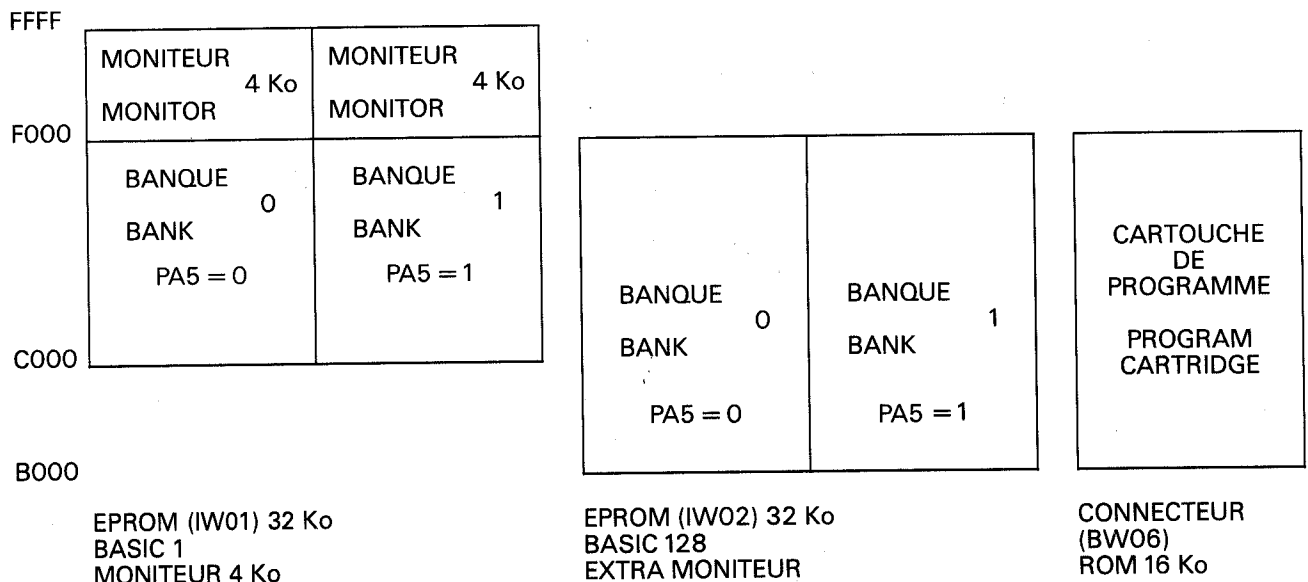 FFFF
MONITEUR
4 Ko
MONITOR
MONITEUR
4 Ko
MONITOR
F000
BANQUE
0
BANK
PA5 = 0
BANQUE
1
BANK
PA5 = 1
C000
BANQUE
0
BANK
PA5 = 0
BANQUE
1
BANK
PA5 = 1
CARTOUCHE
DE
PROGRAMME
PROGRAM
CARTRIDGE
B000
EPROM (IW01) 32 Ko
BASIC 1
MONITEUR 4 Ko
EPROM (IW02) 32 Ko
BASIC 128
EXTRA MONITEUR
CONNECTEUR
(BW06)
ROM 16 Ko